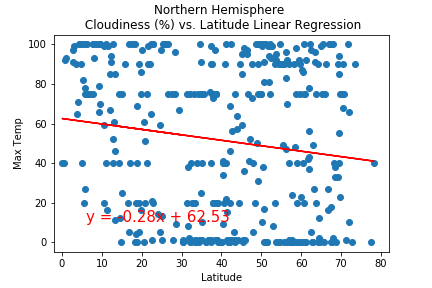 Northern Hemisphere
Cloudiness (%) vs. Latitude Linear Regression
Max Temp
100
80
60
40
20
0
y = -0.28x + 62.53
0 10 20 30 40 50 60 70 80
Latitude